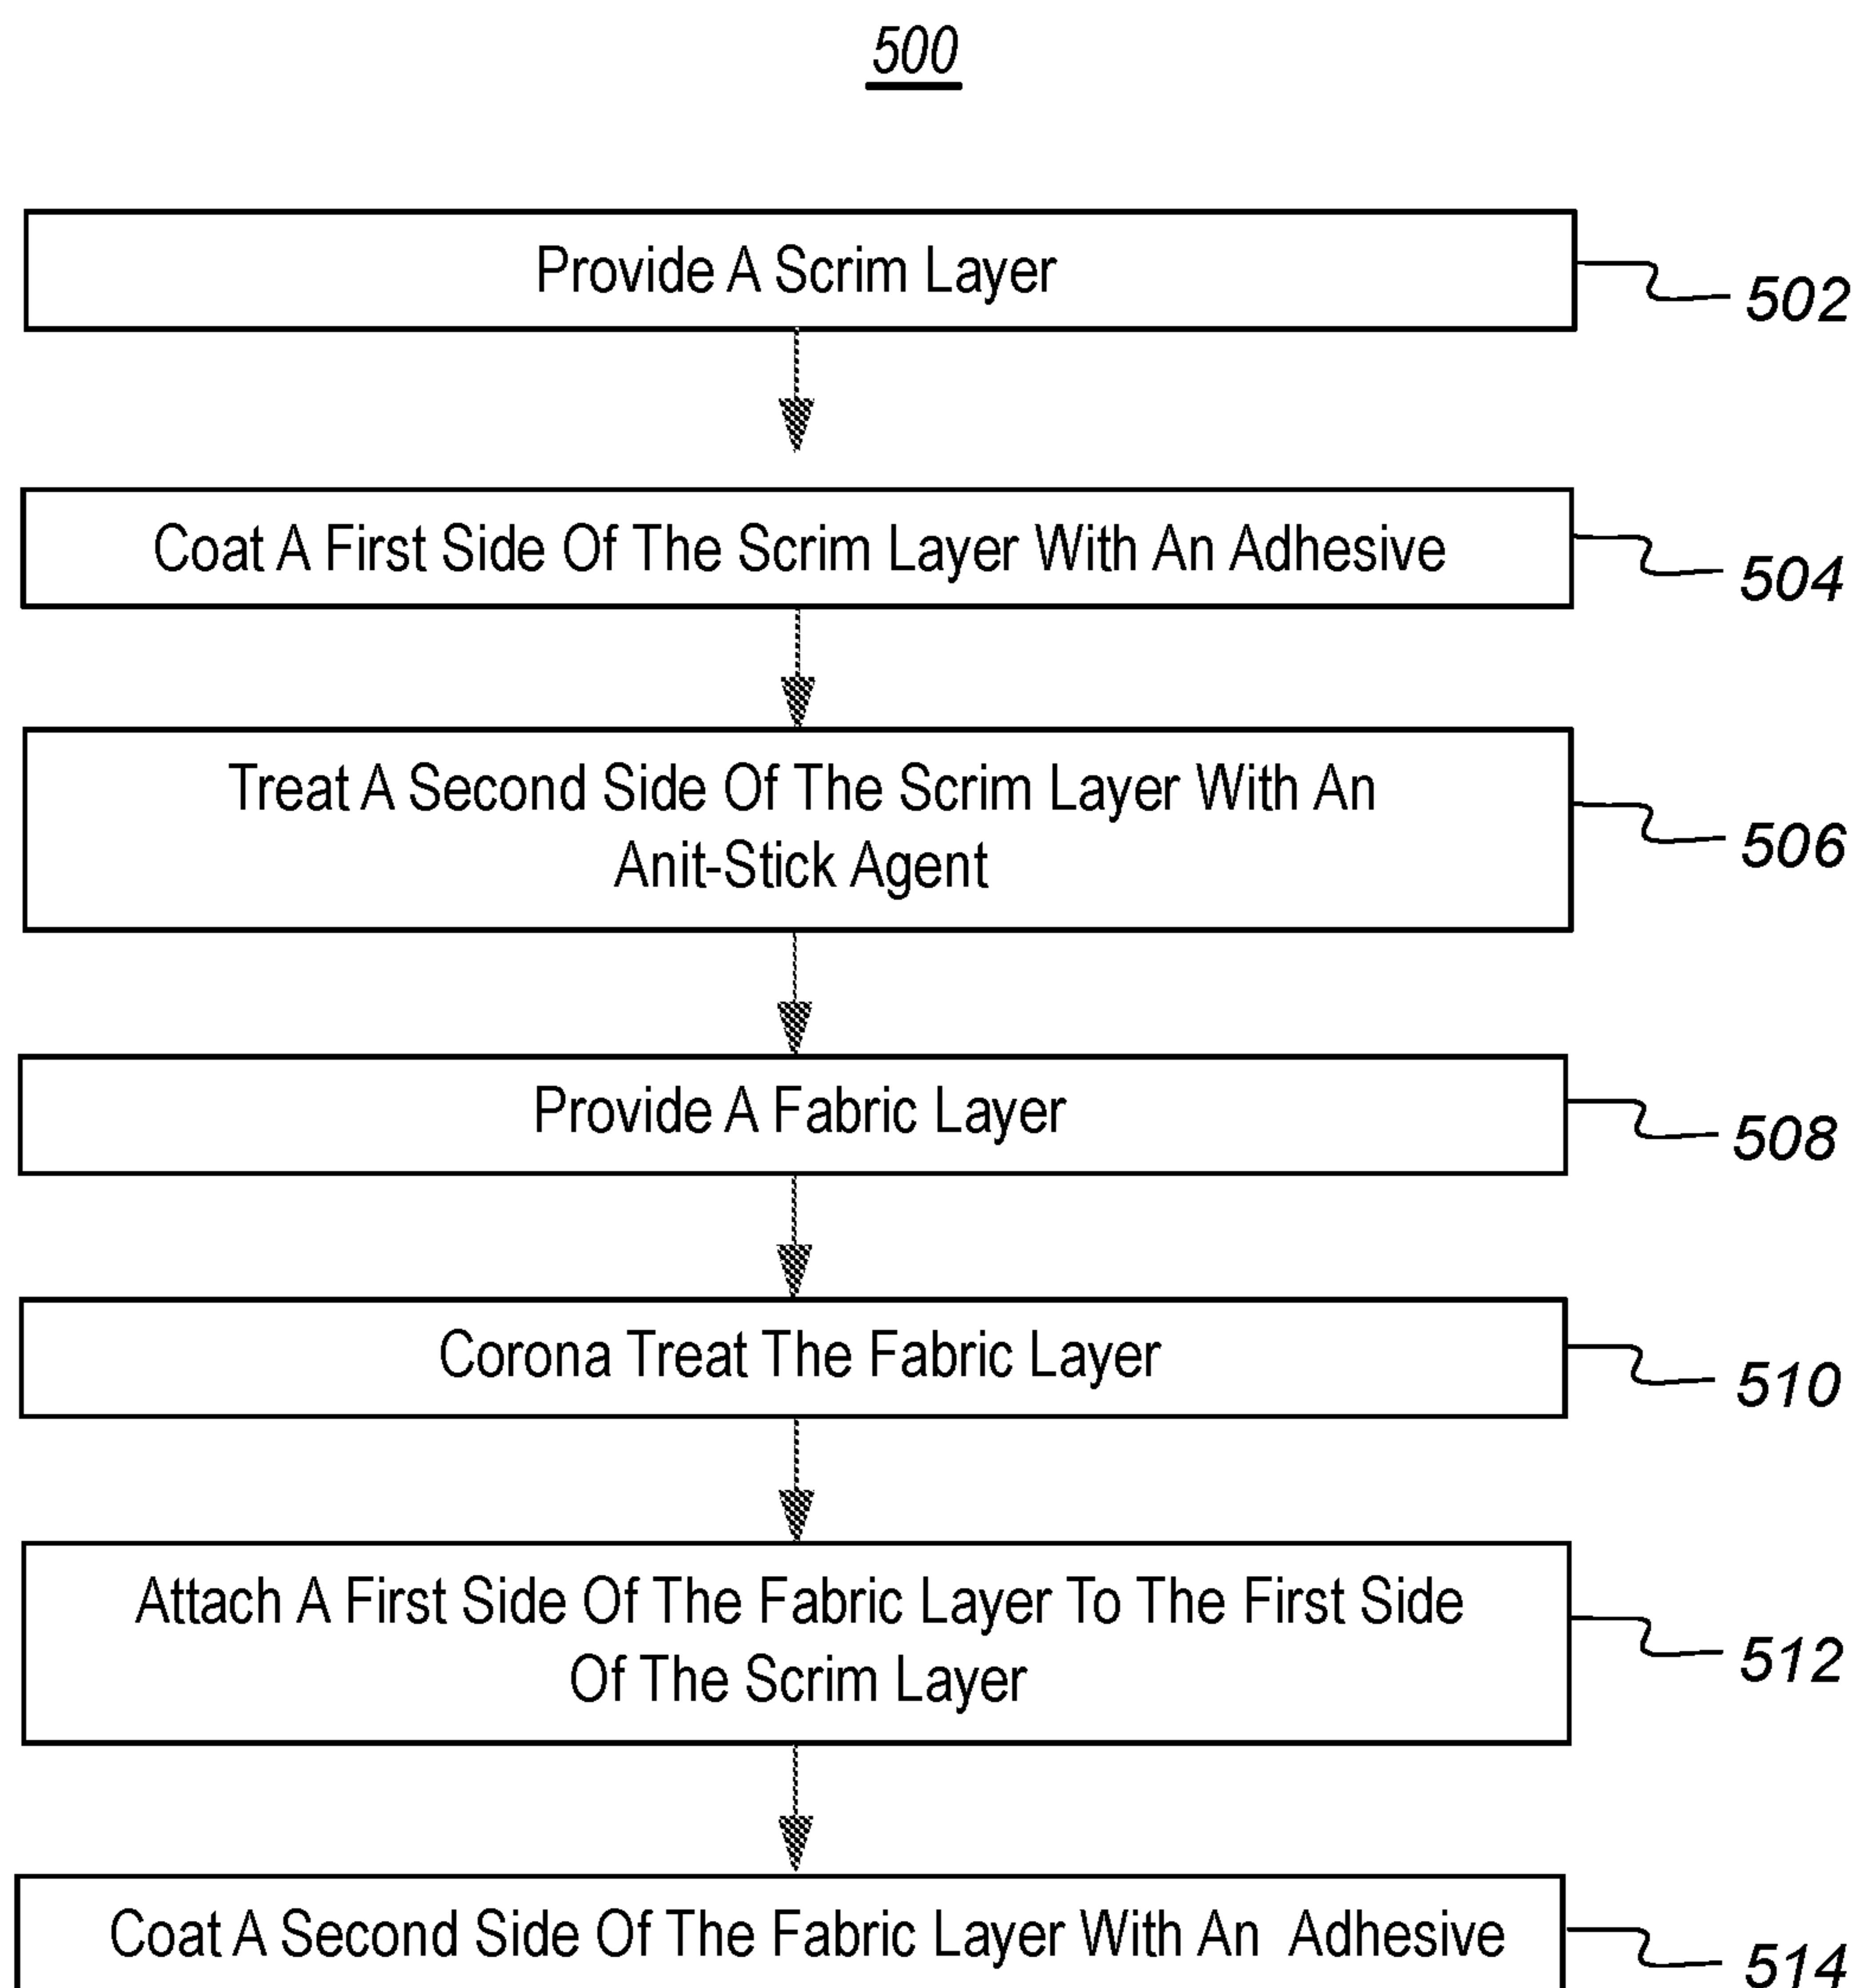 500
Provide A Scrim Layer
502
Coat A First Side Of The Scrim Layer With An Adhesive
504
Treat A Second Side Of The Scrim Layer With An
Anit-Stick Agent
506
Provide A Fabric Layer
508
Corona Treat The Fabric Layer
510
Attach A First Side Of The Fabric Layer To The First Side
Of The Scrim Layer
512
Coat A Second Side Of The Fabric Layer With An Adhesive
514